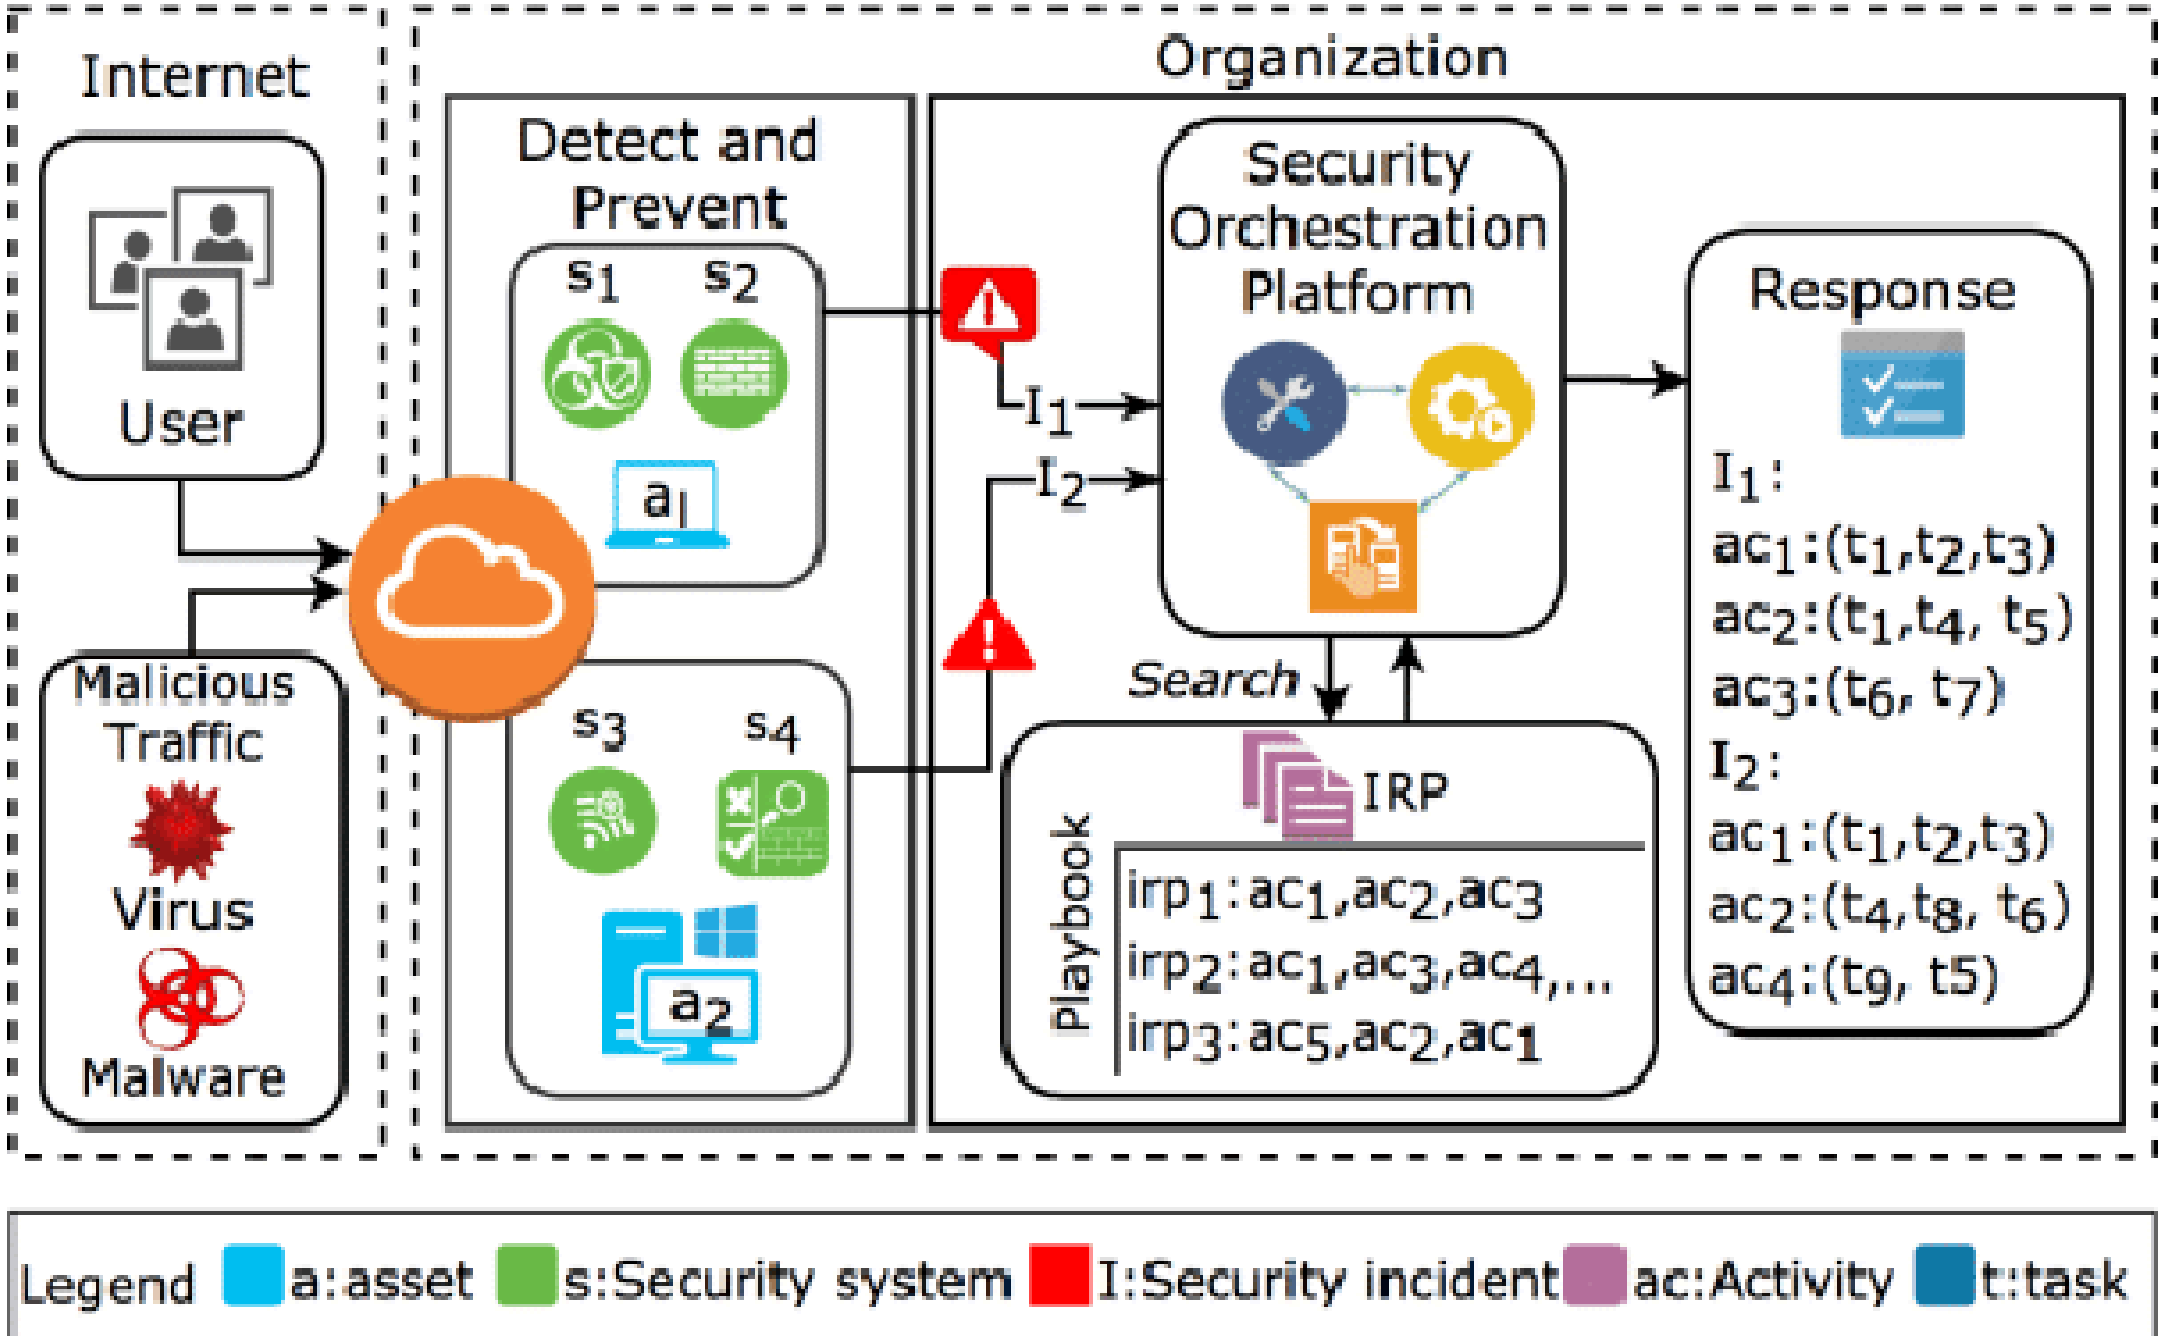 Internet
User
Malicious
Traffic
Virus
Malware
Organization
Detect and
Prevent
s1 s2
a1
s3 s4
a2
I1
I2
Security
Orchestration
Platform
Search
IRP
Playbook
irp1:ac1,ac2,ac3
irp2:ac1,ac3,ac4,...
irp3:ac5,ac2,ac1
Response
I1:
ac1:(t1,t2,t3)
ac2:(t1,t4, t5)
ac3:(t6, t7)
I2:
ac1:(t1,t2,t3)
ac2:(t4,t8, t6)
ac4:(t9, t5)
Legend a:asset s:Security system I:Security incident ac:Activity t:task